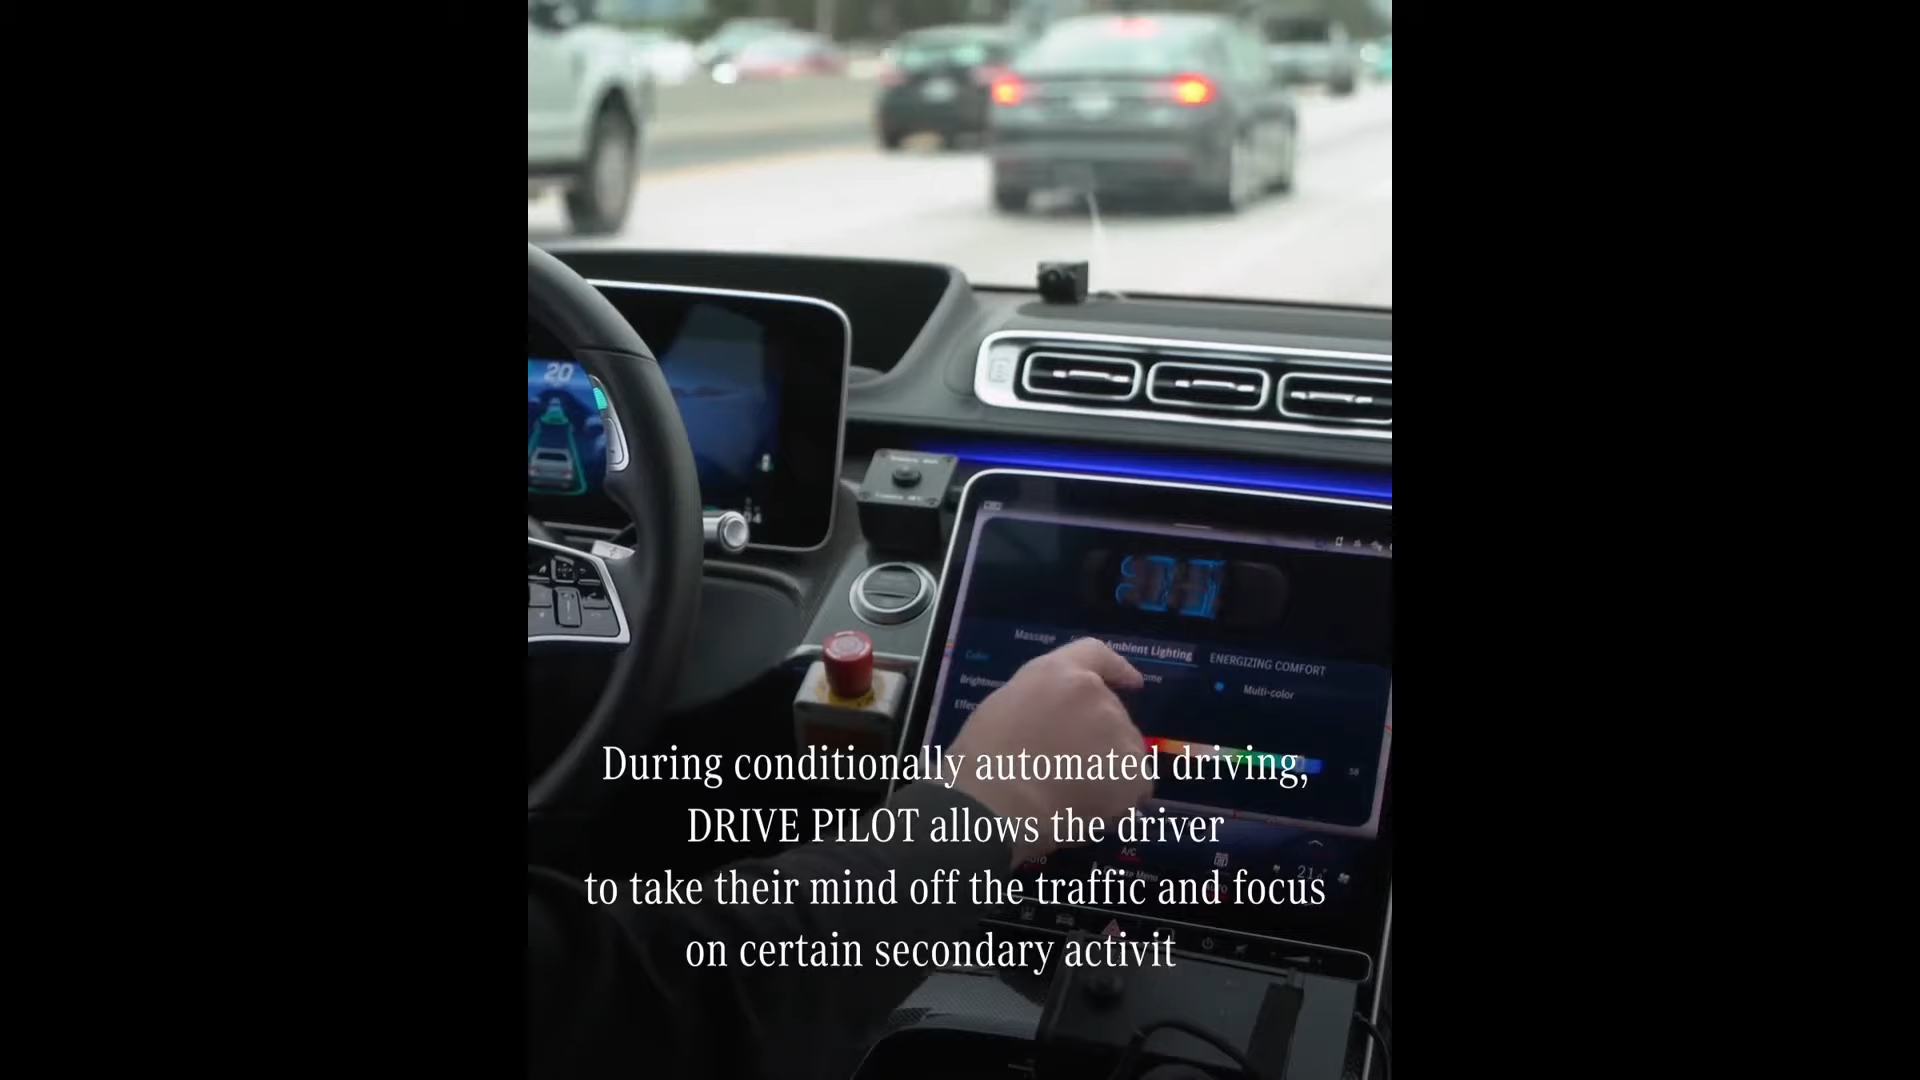 20
Massage
Ambient Lighting
ENERGIZING COMFORT
Color
Multi-color
During conditionally automated driving,
DRIVE PILOT allows the driver
to take their mind off the traffic and focus
on certain secondary activit